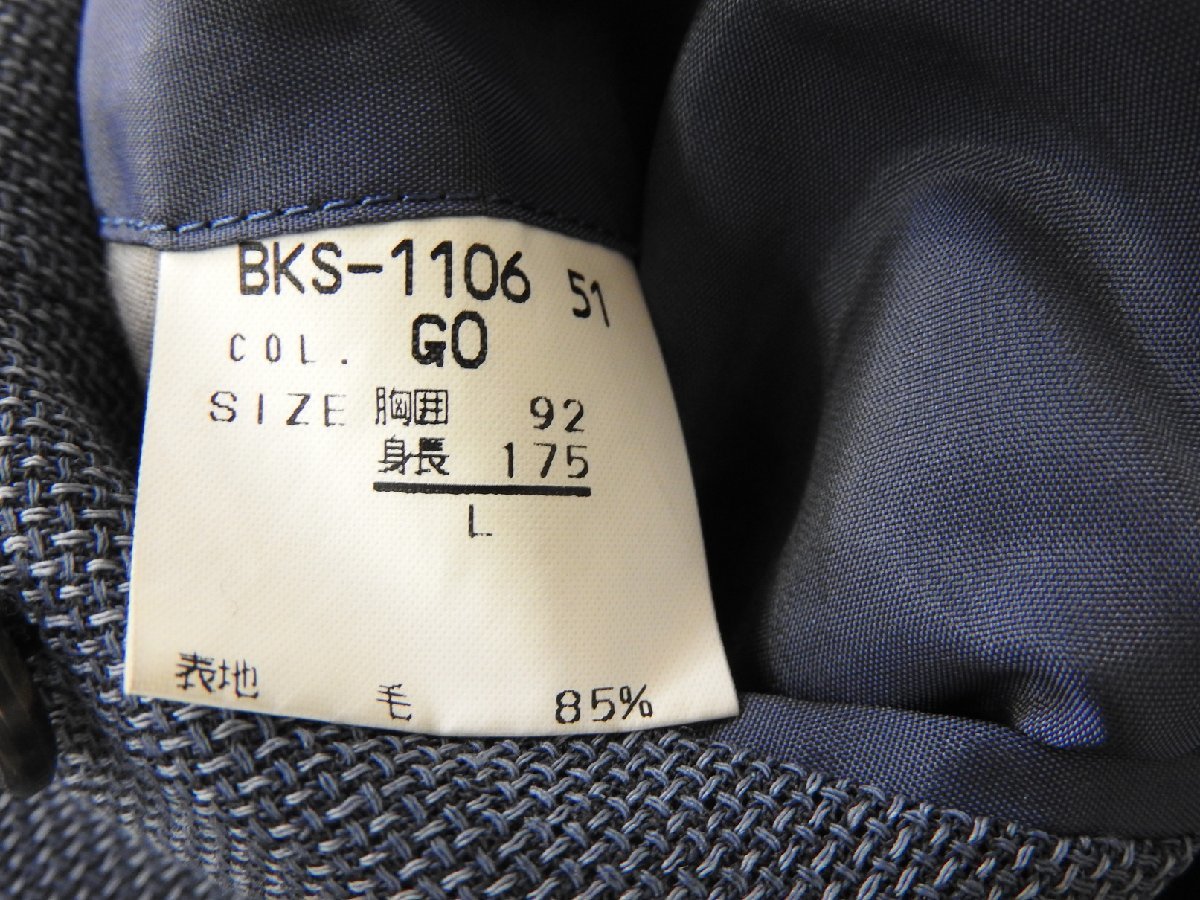 BKS-1106 51
COL. GO
SIZE 胸囲 92
身長 175
L
表地 毛 85%